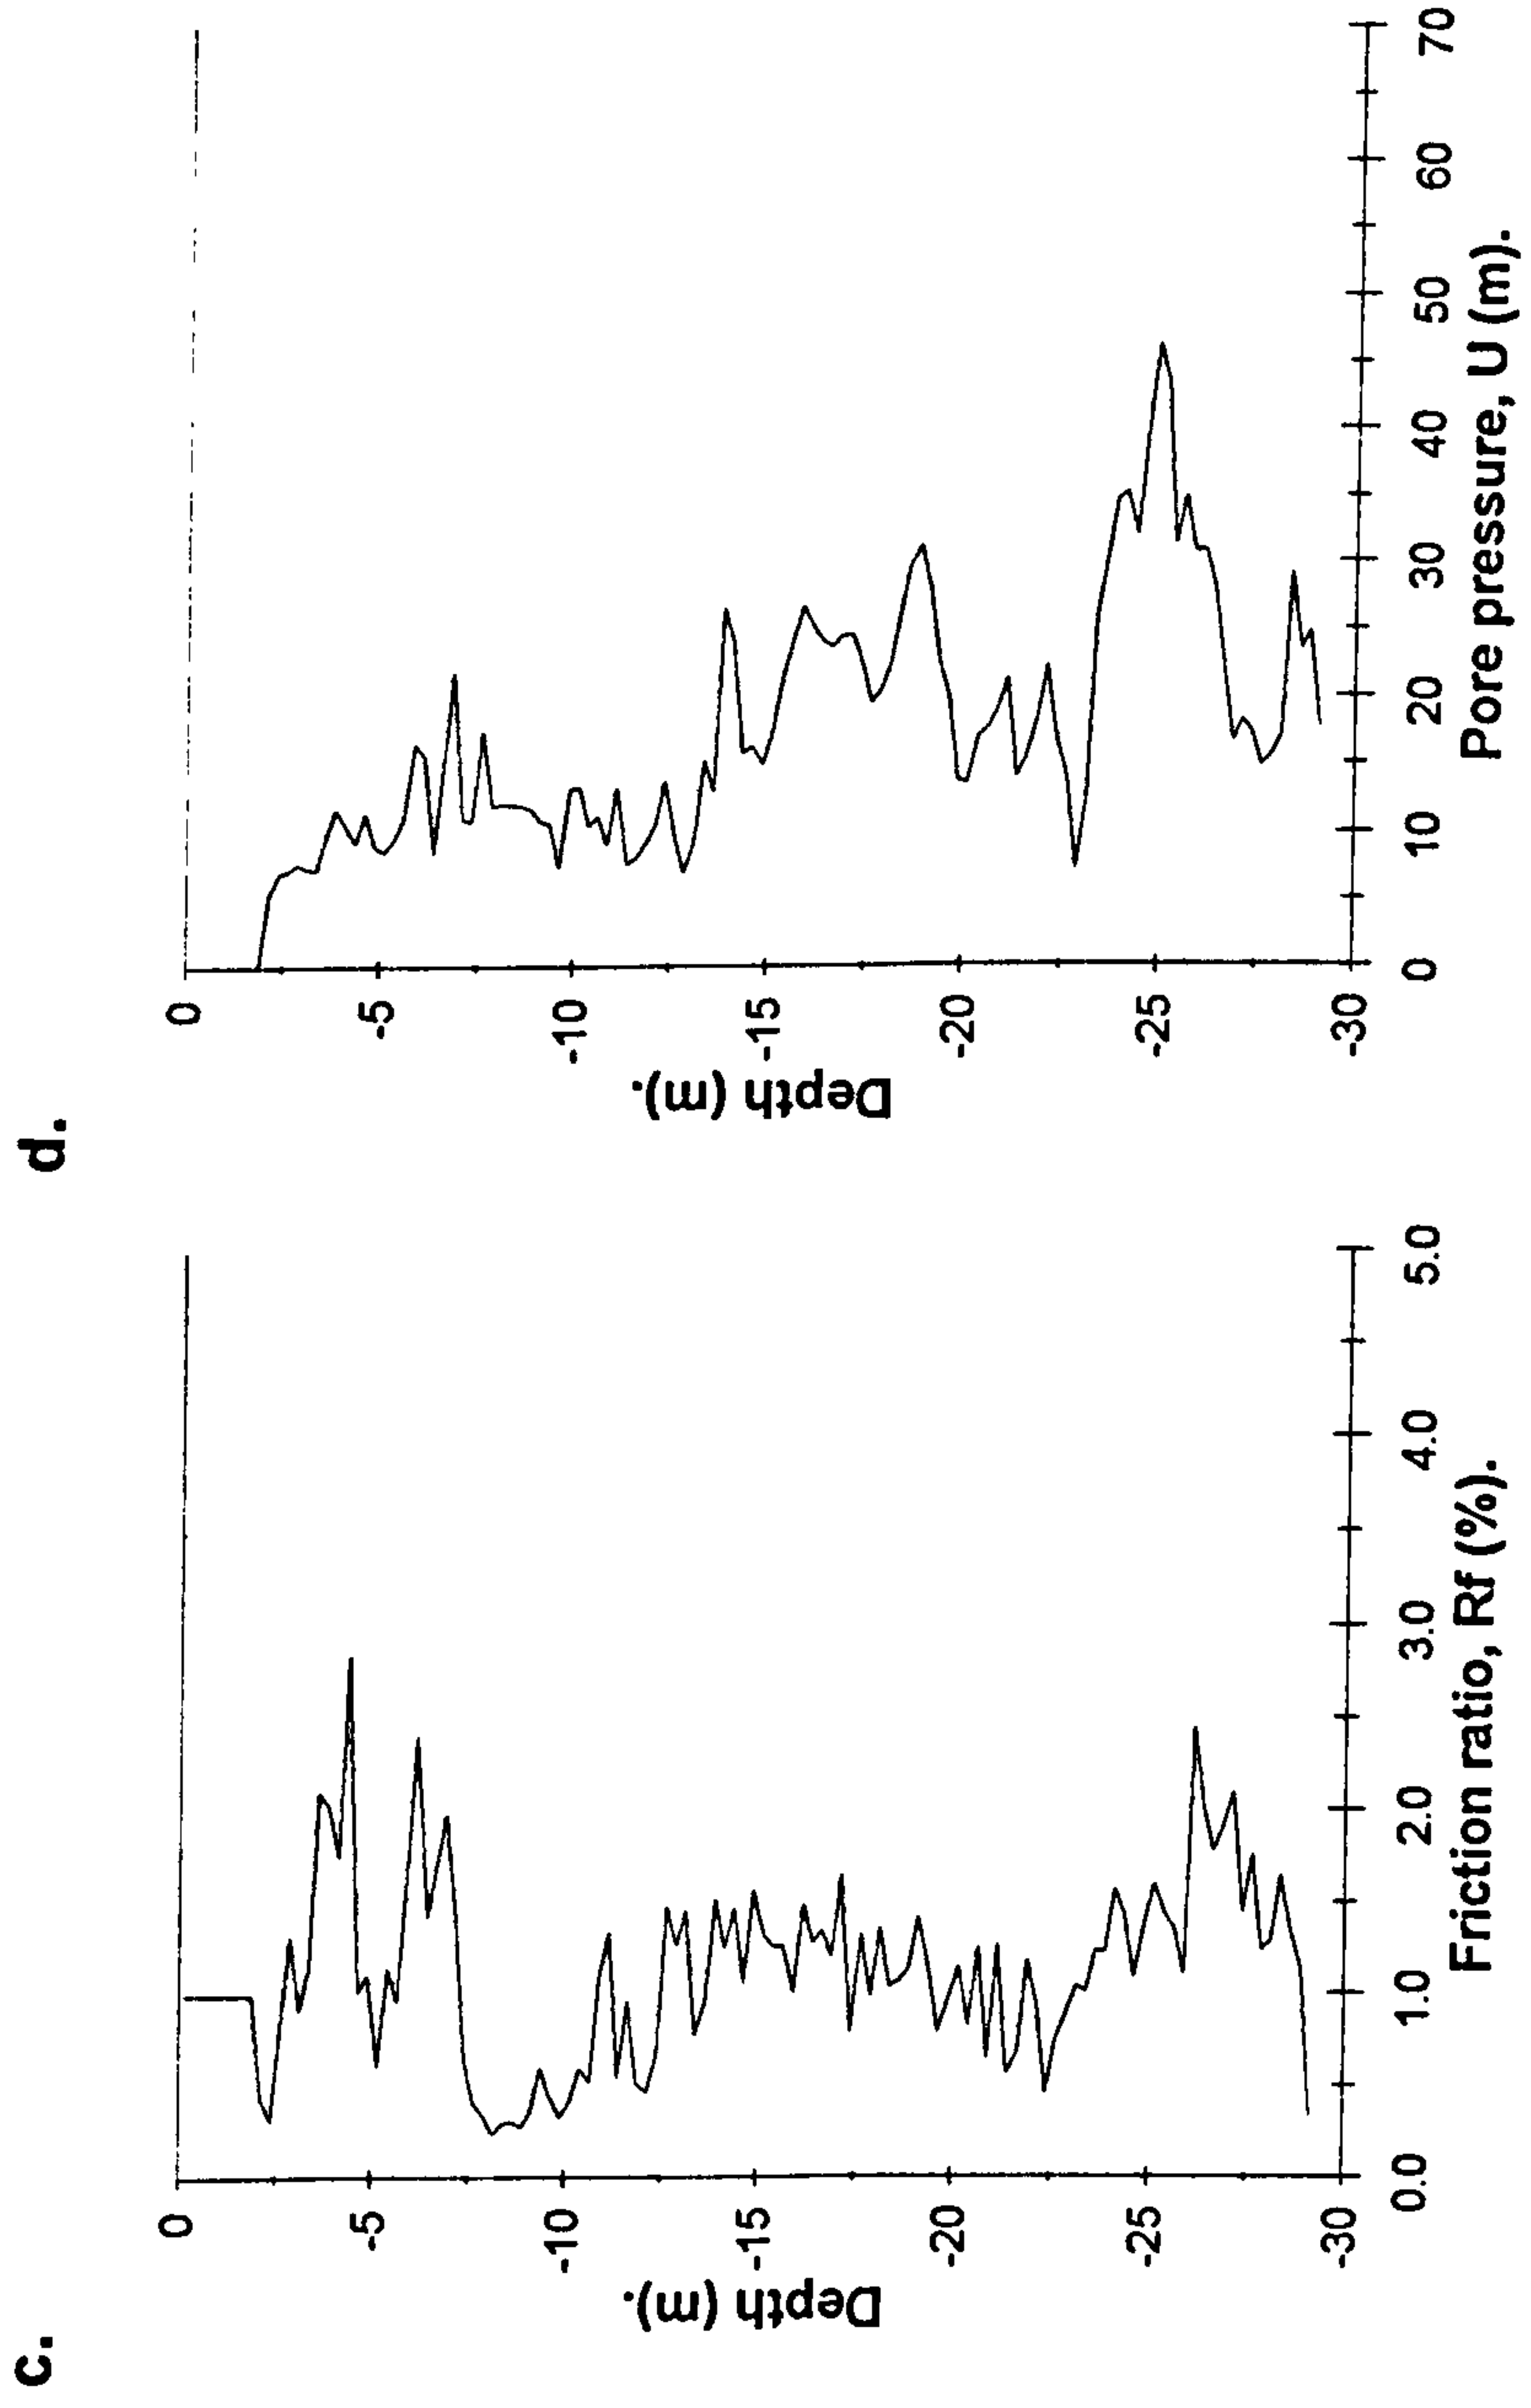 c.
0
-5
-10
-15
-20
-25
-30
Depth (m).
0.0 1.0 2.0 3.0 4.0 5.0
Friction ratio, Rf (%).
d.
0
-5
-10
-15
-20
-25
-30
Depth (m).
0 10 20 30 40 50 60 70
Pore pressure, U (m).